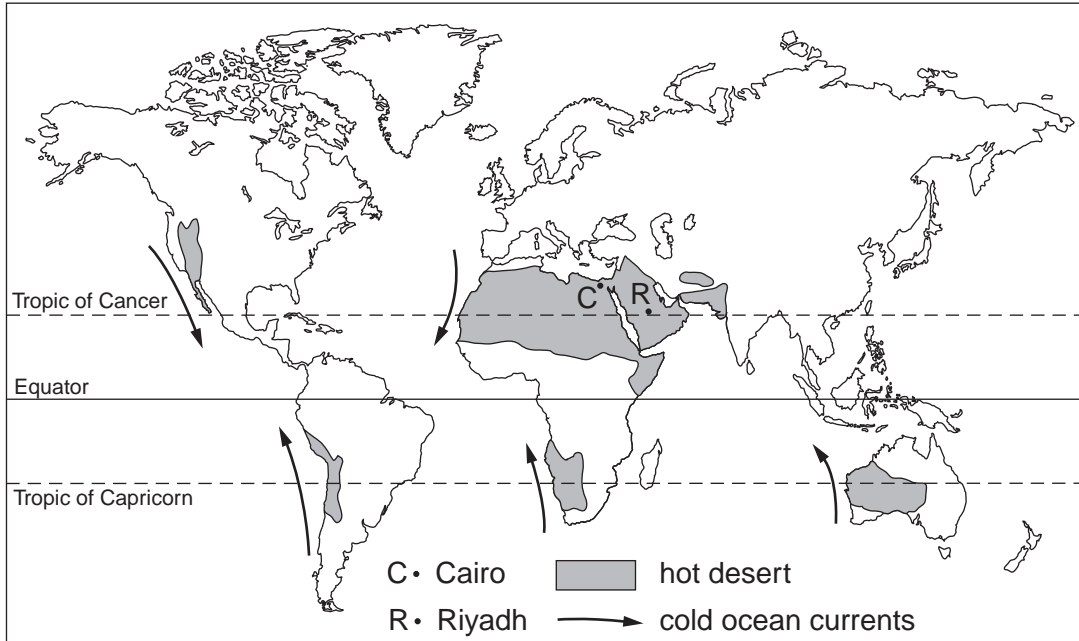 C
R
Tropic of Cancer
Equator
Tropic of Capricorn
C • Cairo
hot desert
R • Riyadh
cold ocean currents